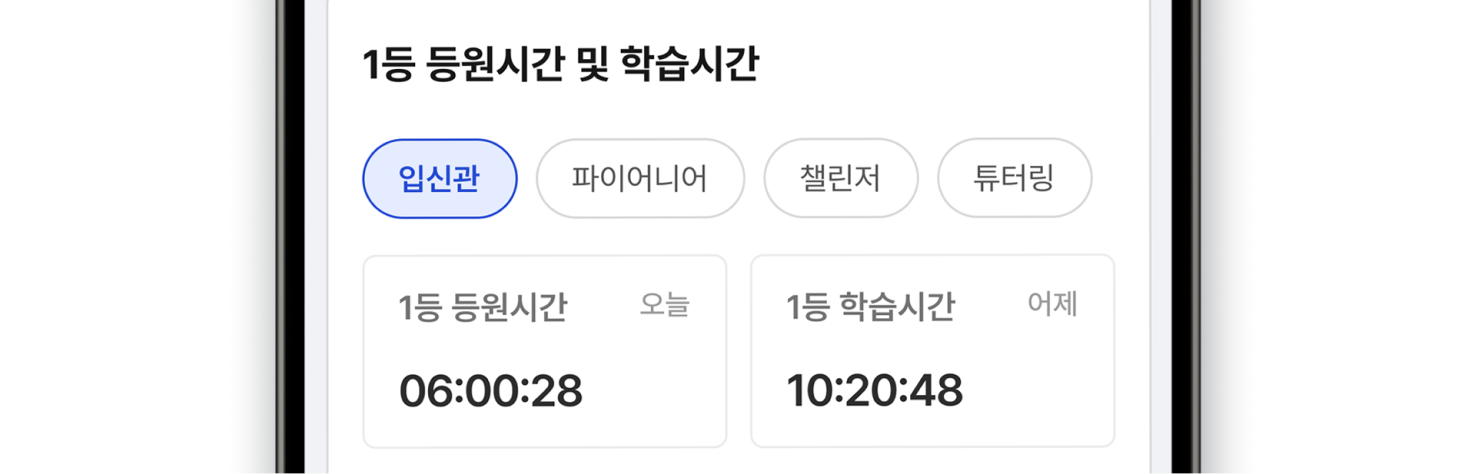 1등 등원시간 및 학습시간
입신관 파이어니어 챌린저 튜터링
1등 등원시간 오늘 1등 학습시간 어제
06:00:28 10:20:48